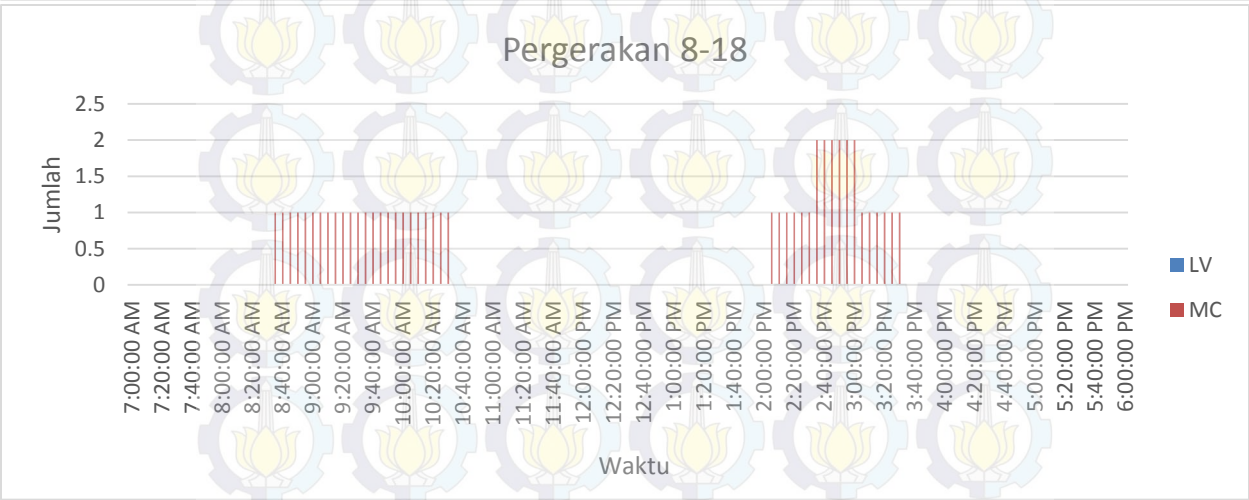 Pergerakan 8-18
Jumlah
2.5
2
1.5
1
0.5
0
7:00:00 AM
7:20:00 AM
7:40:00 AM
8:00:00 AM
8:20:00 AM
8:40:00 AM
9:00:00 AM
9:20:00 AM
9:40:00 AM
10:00:00 AM
10:20:00 AM
10:40:00 AM
11:00:00 AM
11:20:00 AM
11:40:00 AM
12:00:00 PM
12:20:00 PM
12:40:00 PM
1:00:00 PM
1:20:00 PM
1:40:00 PM
2:00:00 PM
2:20:00 PM
2:40:00 PM
3:00:00 PM
3:20:00 PM
3:40:00 PM
4:00:00 PM
4:20:00 PM
4:40:00 PM
5:00:00 PM
5:20:00 PM
5:40:00 PM
6:00:00 PM
Waktu
LV
MC